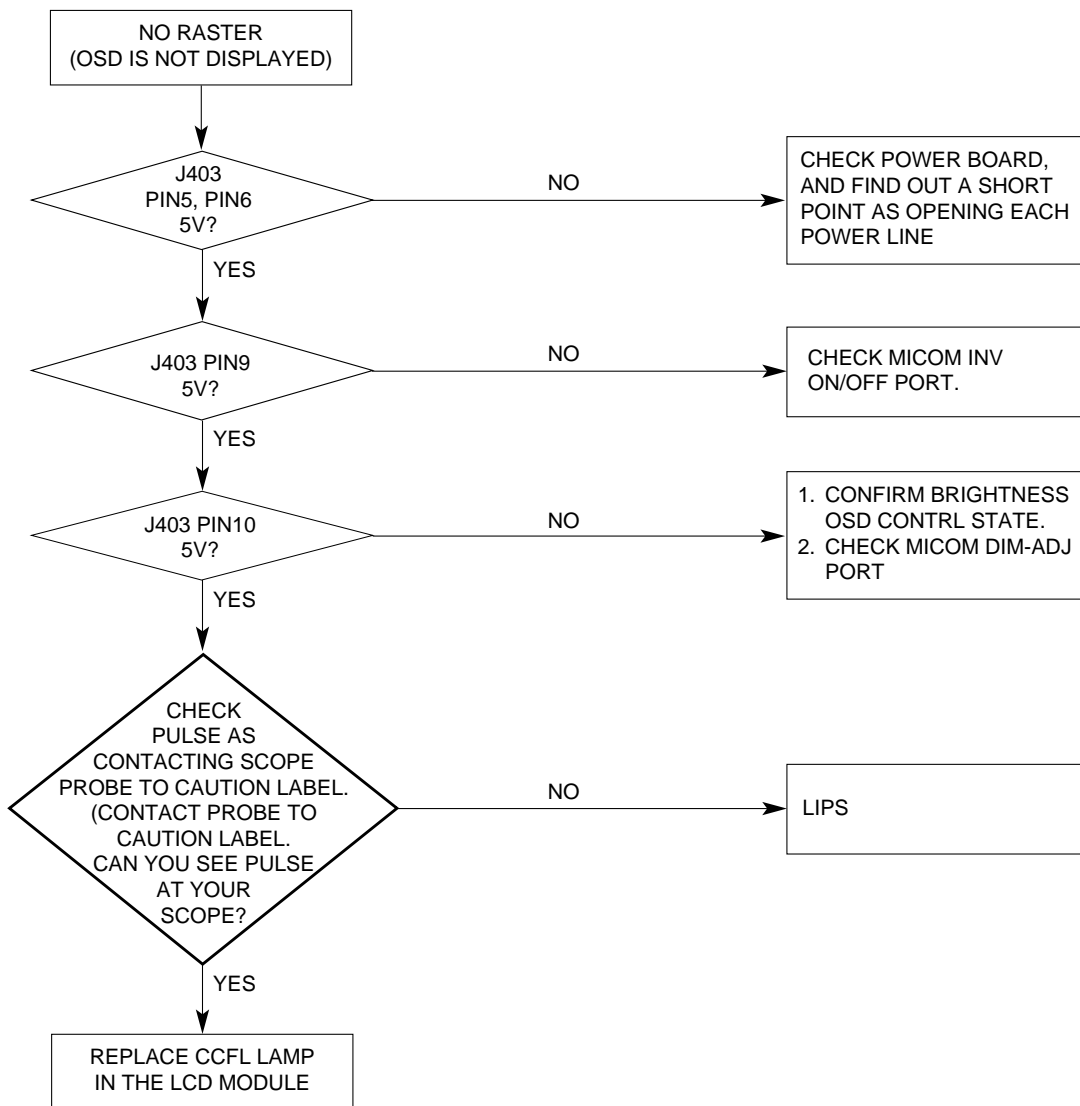 NO RASTER
(OSD IS NOT DISPLAYED)
J403
PIN5, PIN6
5V?
NO
CHECK POWER BOARD,
AND FIND OUT A SHORT
POINT AS OPENING EACH
POWER LINE
YES
J403 PIN9
5V?
NO
CHECK MICOM INV
ON/OFF PORT.
YES
J403 PIN10
5V?
NO
1. CONFIRM BRIGHTNESS
OSD CONTRL STATE.
2. CHECK MICOM DIM-ADJ
PORT
YES
CHECK
PULSE AS
CONTACTING SCOPE
PROBE TO CAUTION LABEL.
(CONTACT PROBE TO
CAUTION LABEL.
CAN YOU SEE PULSE
AT YOUR
SCOPE?
NO
LIPS
YES
REPLACE CCFL LAMP
IN THE LCD MODULE